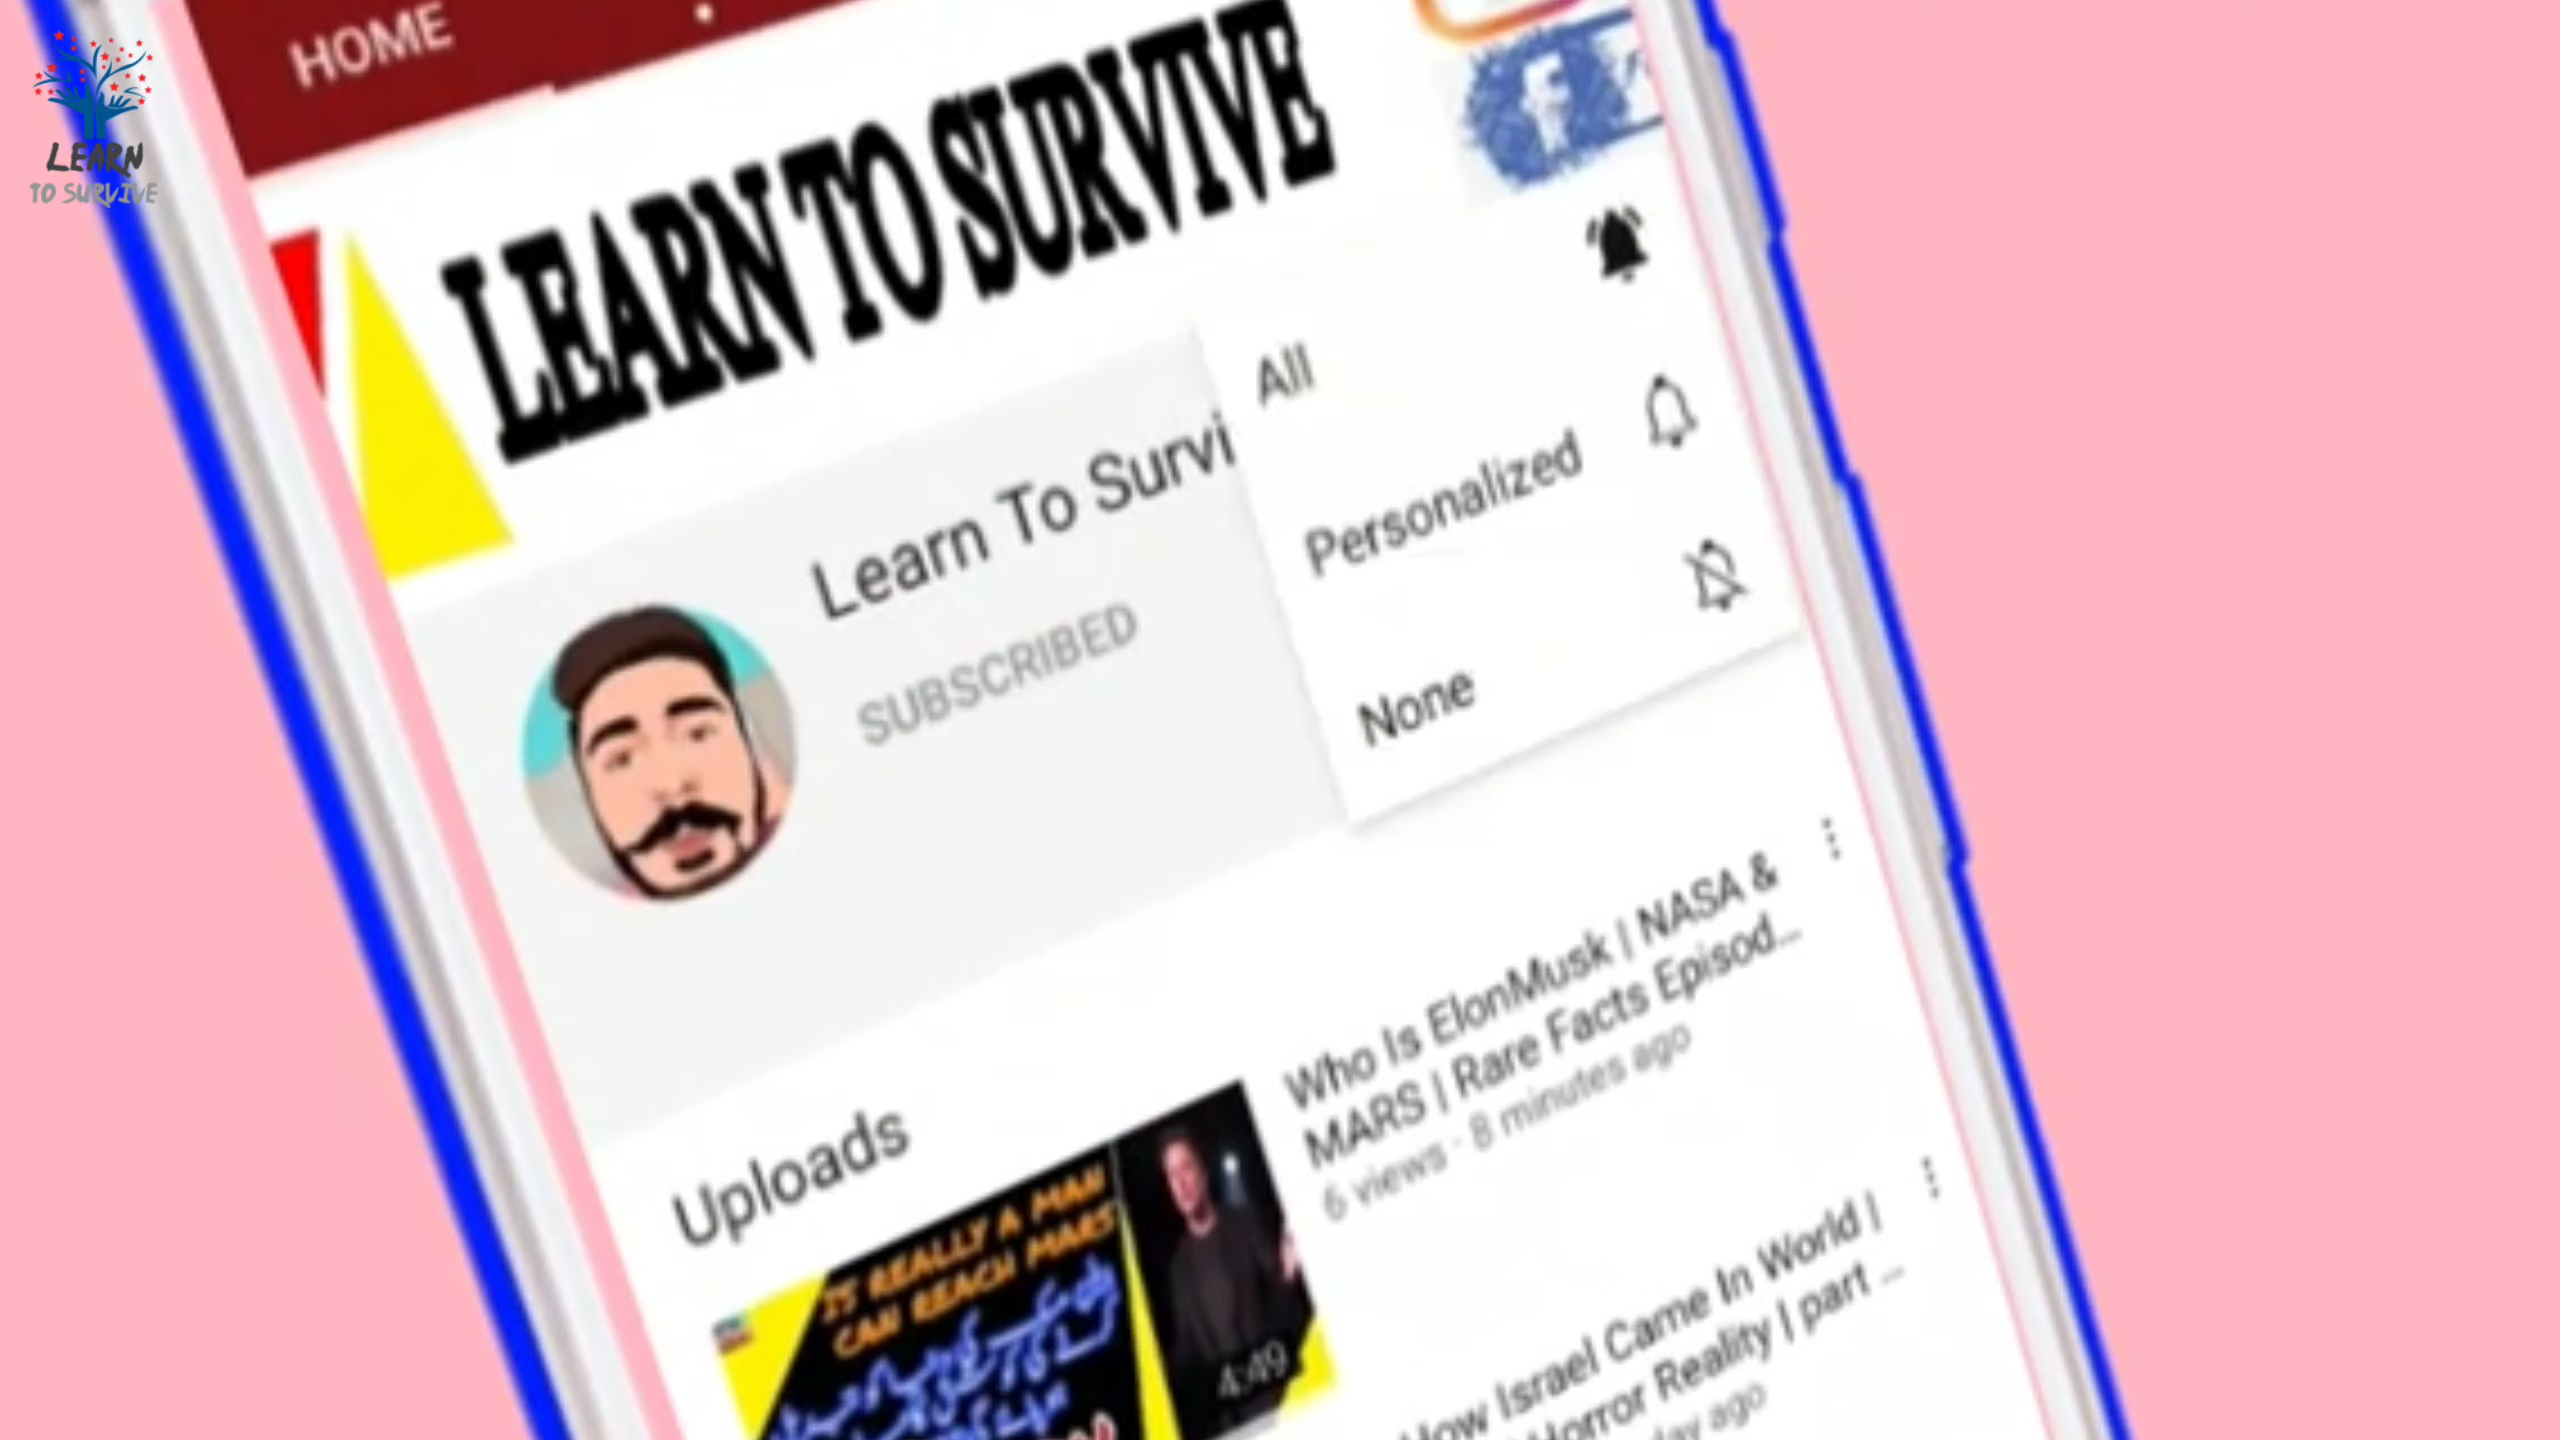 LEARN
TO SURVIVE
HOME
LEARN TO SURVIVE
f
All
Personalized
None
Learn To Survi
SUBSCRIBED
Uploads
Who Is ElonMusk | NASA &
MARS | Rare Facts Episod...
6 views · 8 minutes ago
IS REALLY A MAN
CAN REACH MARS
4:49
How Israel Came In World |
Horror Reality | part ...
day ago